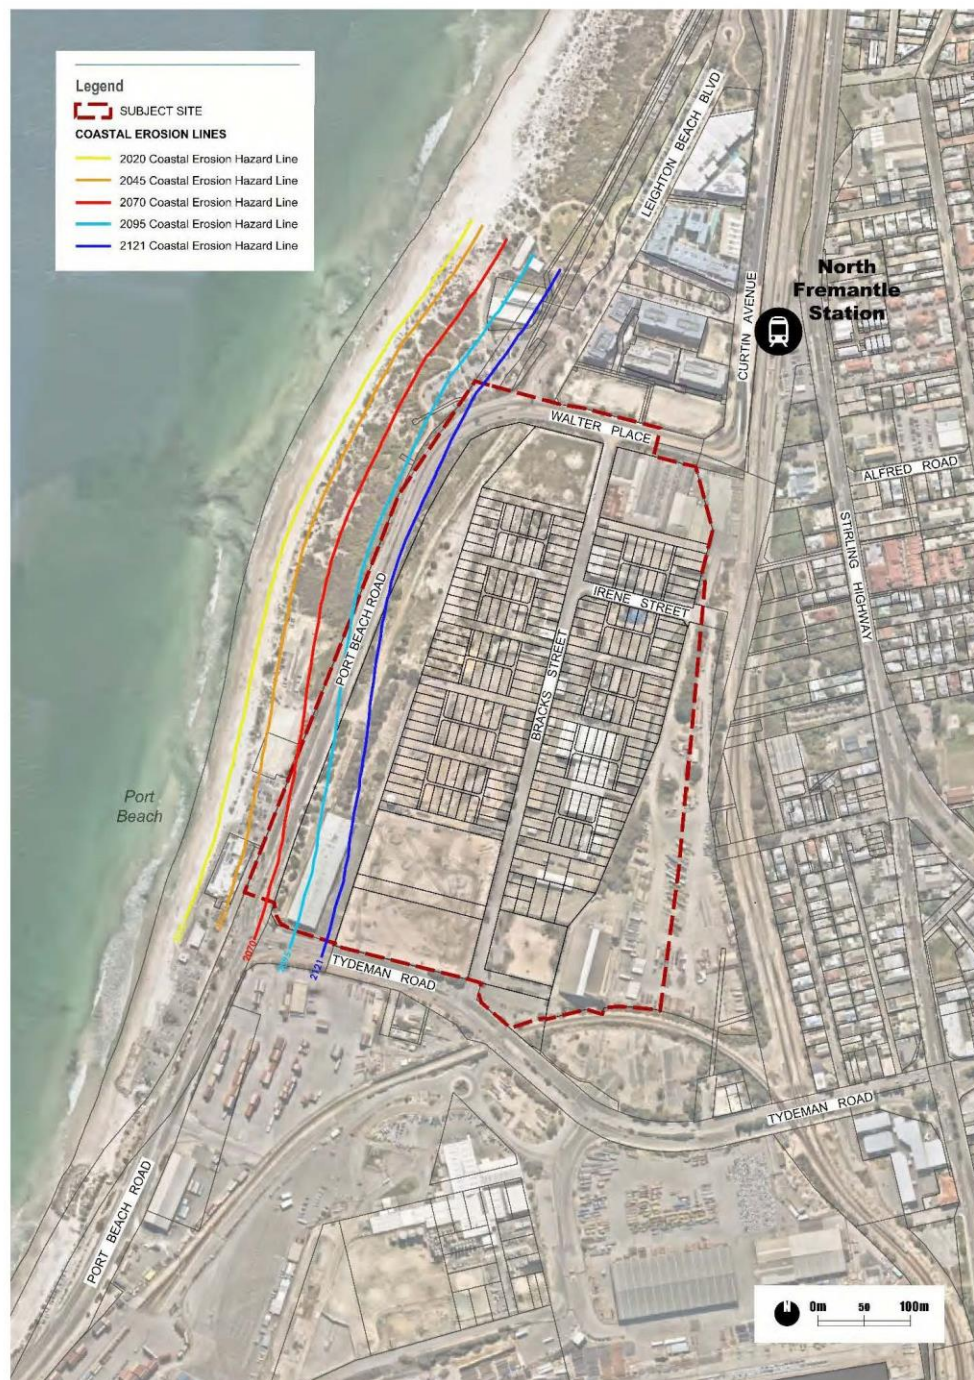 Legend
SUBJECT SITE
COASTAL EROSION LINES
2020 Coastal Erosion Hazard Line
2045 Coastal Erosion Hazard Line
2070 Coastal Erosion Hazard Line
2095 Coastal Erosion Hazard Line
2121 Coastal Erosion Hazard Line
LEIGHTON BEACH BLVD
North
Fremantle
Station
CURTIN AVENUE
WALTER PLACE
ALFRED ROAD
STIRLING HIGHWAY
IRENE STREET
PORT BEACH ROAD
BRACKS STREET
Port
Beach
2070
2121
TYDEMAN ROAD
TYDEMAN ROAD
PORT BEACH ROAD
N
0m 50 100m